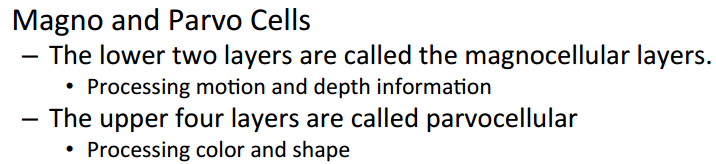 Magno and Parvo Cells
– The lower two layers are called the magnocellular layers.
• Processing motion and depth information
– The upper four layers are called parvocellular
• Processing color and shape